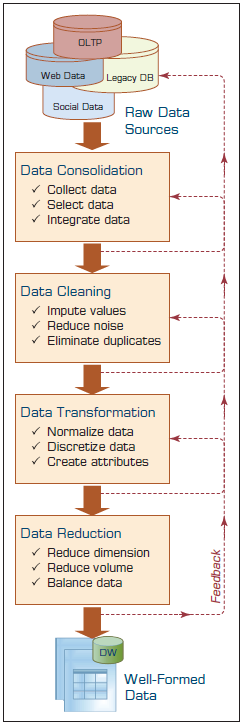 OLTP
Web Data
Legacy DB
Social Data
Raw Data
Sources
Data Consolidation
✓ Collect data
✓ Select data
✓ Integrate data
Data Cleaning
✓ Impute values
✓ Reduce noise
✓ Eliminate duplicates
Data Transformation
✓ Normalize data
✓ Discretize data
✓ Create attributes
Data Reduction
✓ Reduce dimension
✓ Reduce volume
✓ Balance data
Feedback
DW
Well-Formed
Data